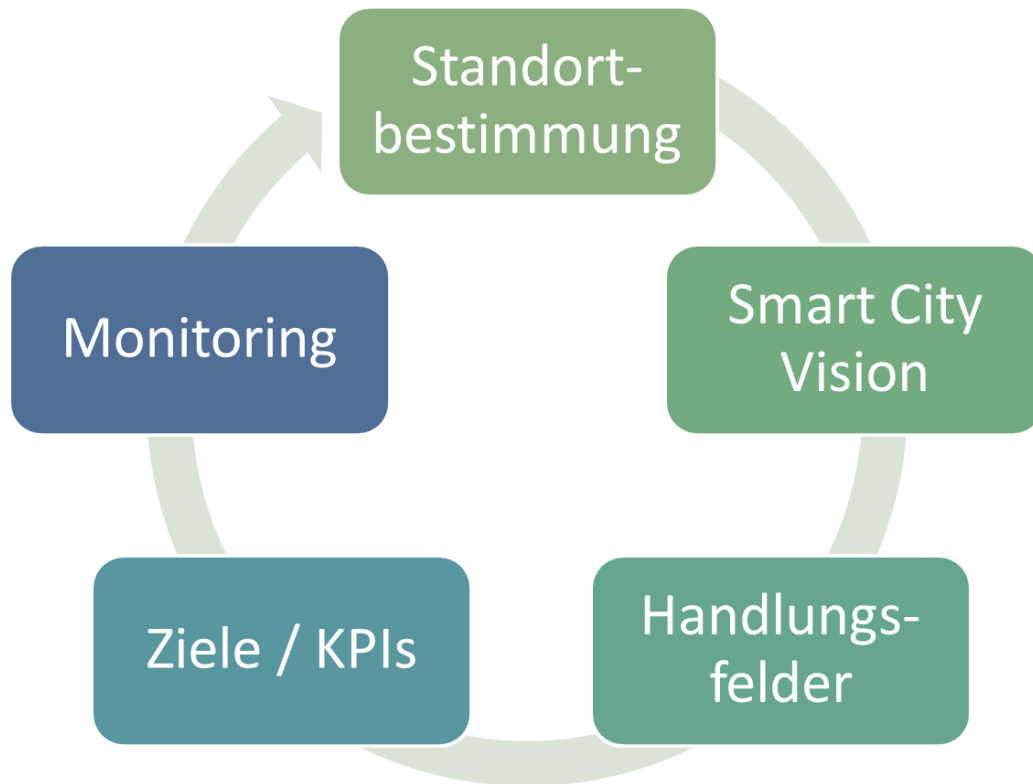 Standort-
bestimmung
Smart City
Vision
Handlungs-
felder
Ziele / KPIs
Monitoring